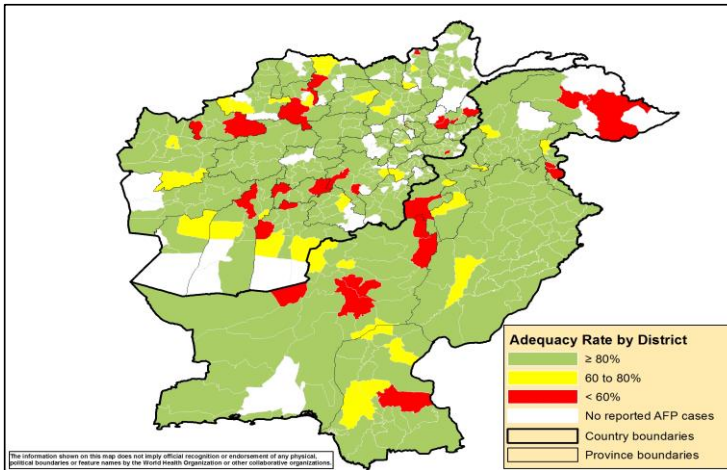 Adequacy Rate by District
≥ 80%
60 to 80%
< 60%
No reported AFP cases
Country boundaries
Province boundaries
The information shown on this map does not imply official recognition or endorsement of any physical,
political boundaries or feature names by the World Health Organization or other collaborative organizations.